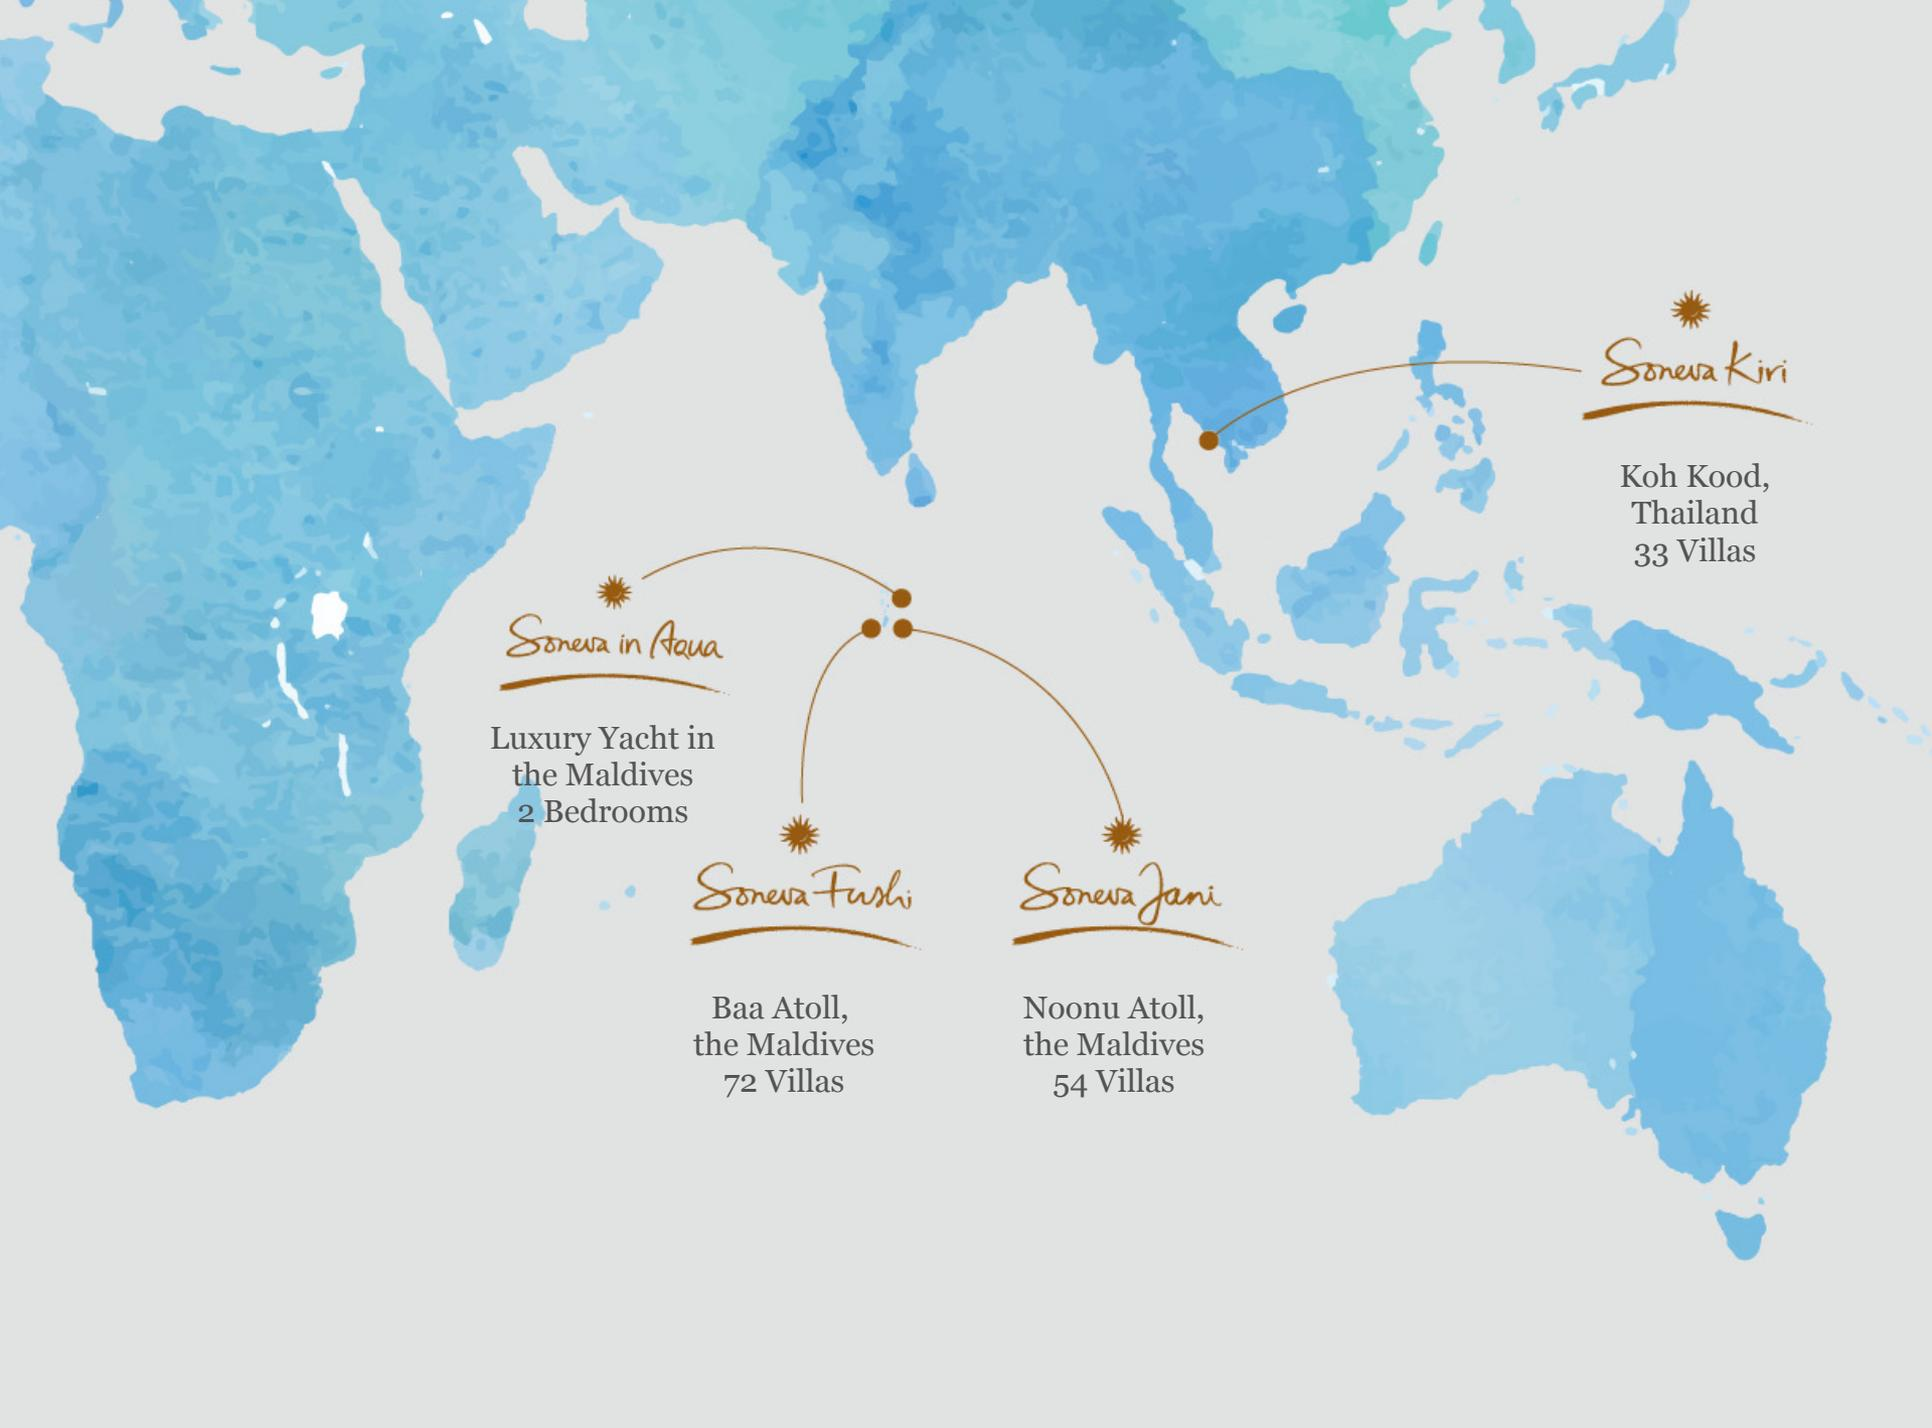 Soneva Kiri
Koh Kood,
Thailand
33 Villas
Soneva in Aqua
Luxury Yacht in
the Maldives
2 Bedrooms
Soneva Fushi
Baa Atoll,
the Maldives
72 Villas
Soneva Jani
Noonu Atoll,
the Maldives
54 Villas